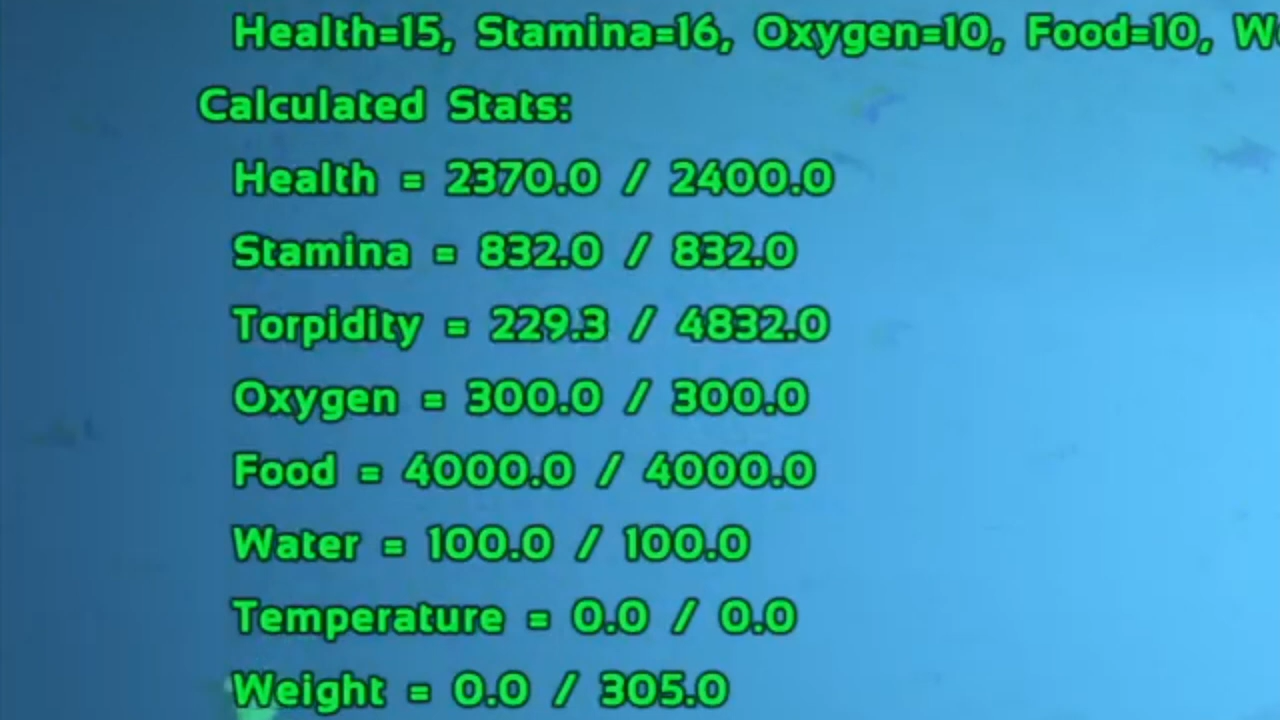 Health=15, Stamina=16, Oxygen=10, Food=10,
Calculated Stats:
Health = 2370.0 / 2400.0
Stamina = 832.0 / 832.0
Torpidity = 229.3 / 4832.0
Oxygen = 300.0 / 300.0
Food = 4000.0 / 4000.0
Water = 100.0 / 100.0
Temperature = 0.0 / 0.0
Weight = 0.0 / 305.0